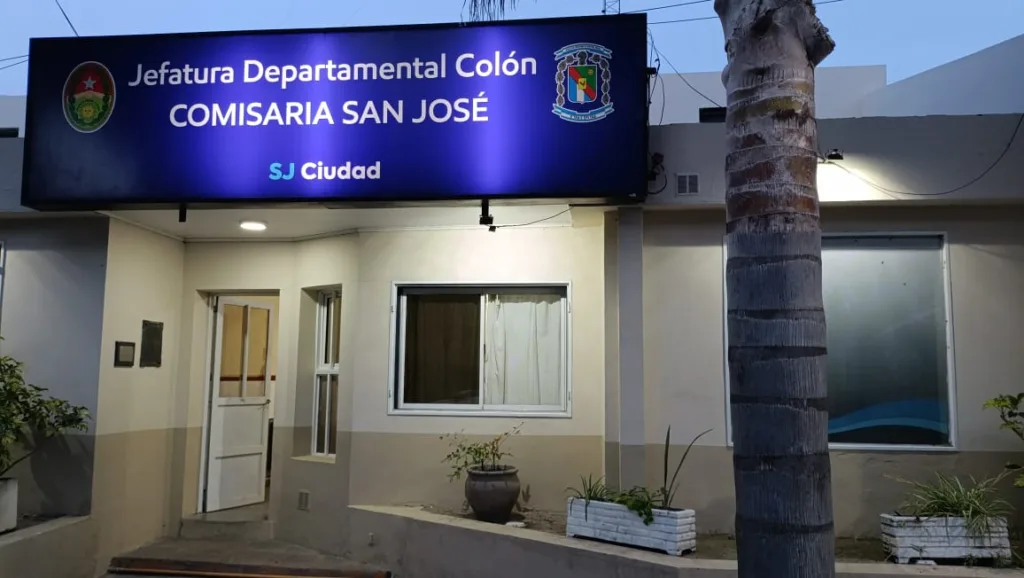 Jefatura Departamental Colón
COMISARIA SAN JOSÉ
SJ Ciudad